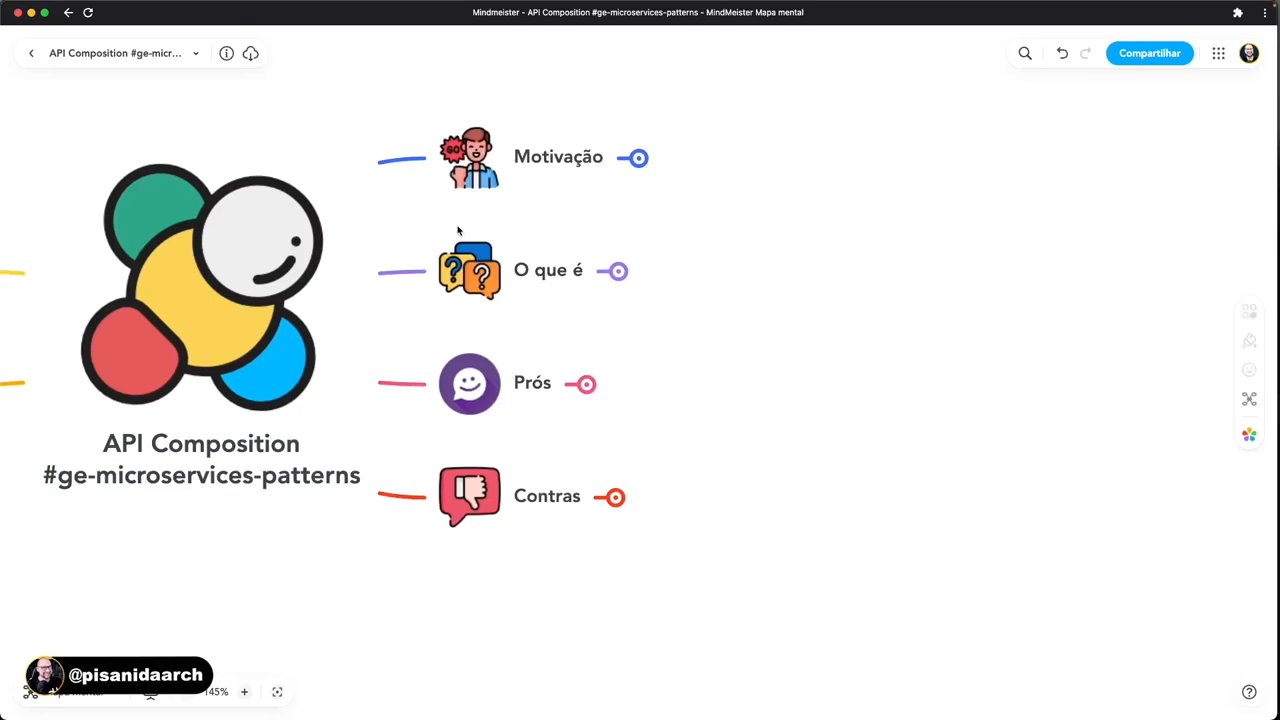 Mindmeister - API Composition #ge-microservices-patterns - MindMeister Mapa mental
API Composition #ge-micr...
Compartilhar
GO
Motivação
? ?
O que é
Prós
Contras
API Composition
#ge-microservices-patterns
@pisanidaarch
145%